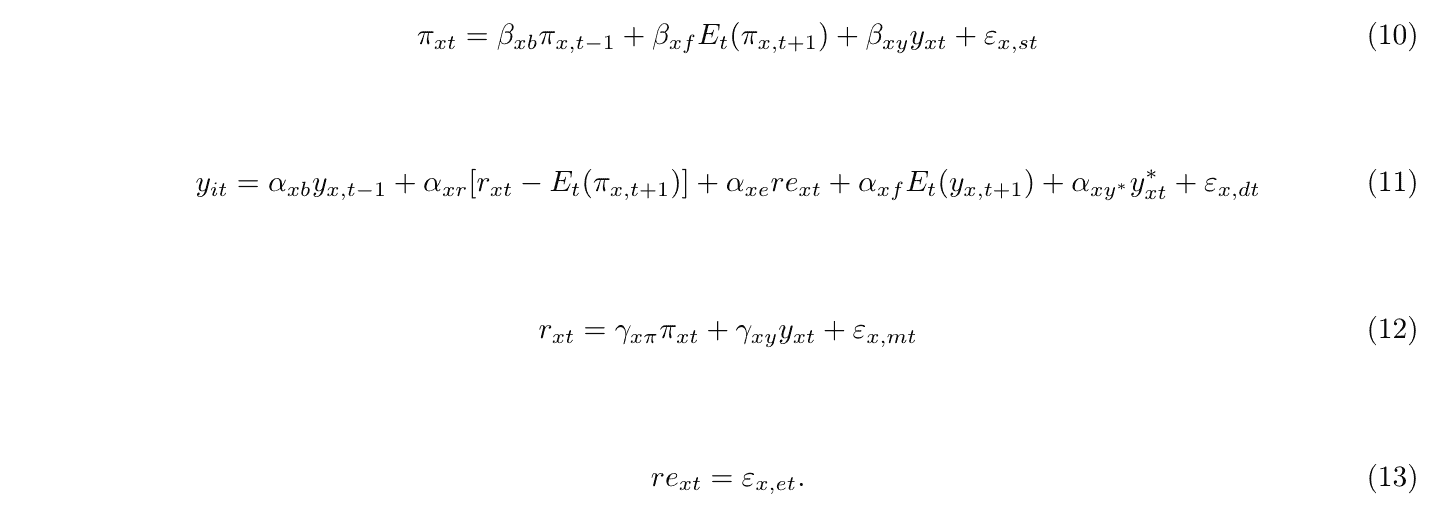 π_{xt} = β_{xb}π_{x,t−1} + β_{xf}E_t(π_{x,t+1}) + β_{xy}y_{xt} + ε_{x,st} (10)
y_{it} = α_{xb}y_{x,t−1} + α_{xr}[r_{xt} − E_t(π_{x,t+1})] + α_{xe}re_{xt} + α_{xf}E_t(y_{x,t+1}) + α_{xy*}y*_{xt} + ε_{x,dt} (11)
r_{xt} = γ_{xπ}π_{xt} + γ_{xy}y_{xt} + ε_{x,mt} (12)
re_{xt} = ε_{x,et}. (13)